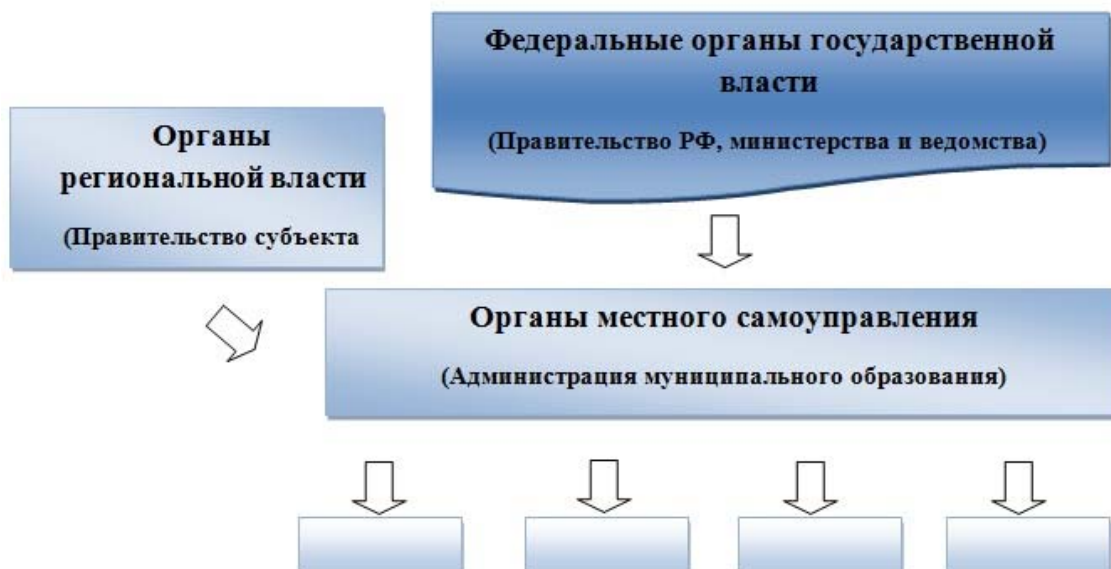 Федеральные органы государственной
власти
(Правительство РФ, министерства и ведомства)
Органы
региональной власти
(Правительство субъекта
Органы местного самоуправления
(Администрация муниципального образования)